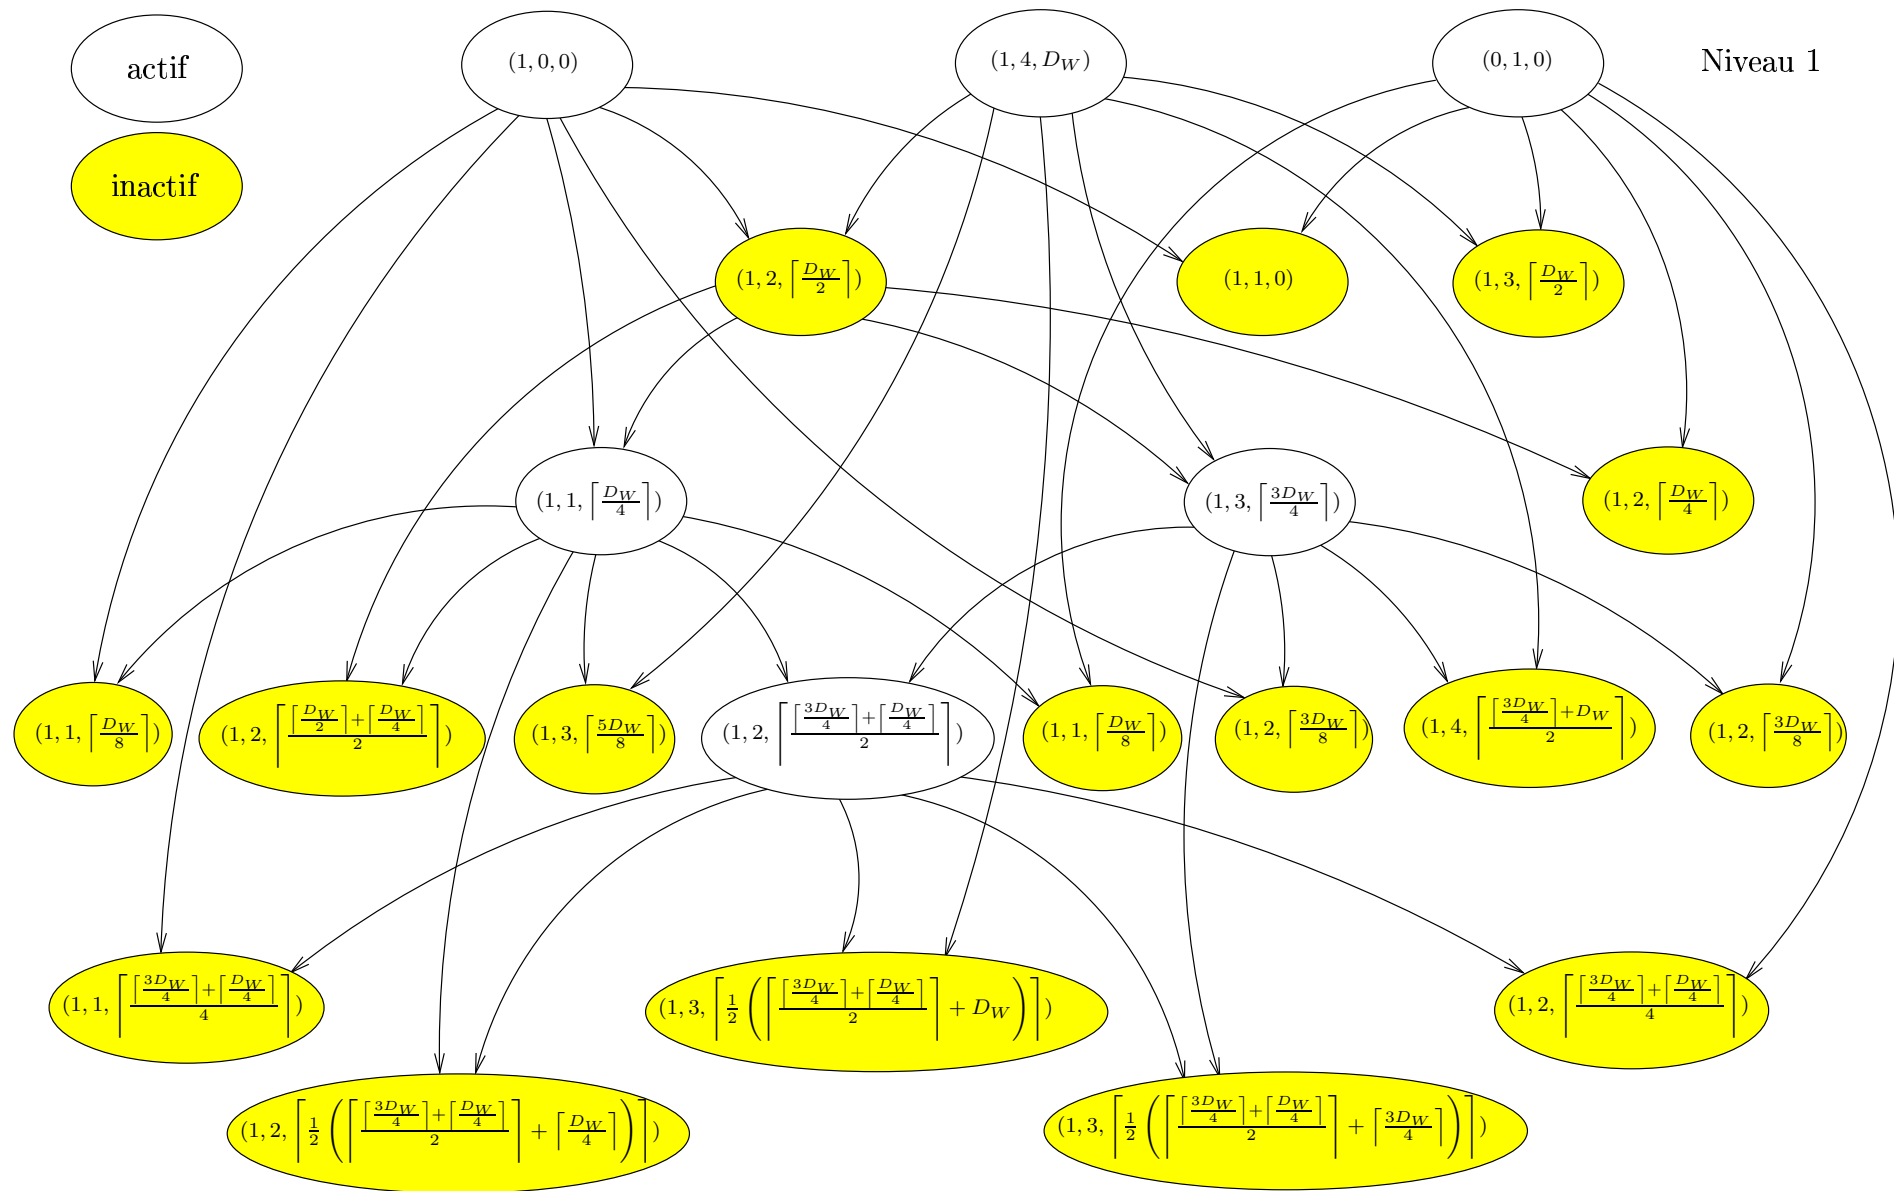 actif
(1, 0, 0)
(1, 4, D_W)
(0, 1, 0)
Niveau 1
inactif
(1, 2, ⌈D_W/2⌉)
(1, 1, 0)
(1, 3, ⌈D_W/2⌉)
(1, 1, ⌈D_W/4⌉)
(1, 3, ⌈3D_W/4⌉)
(1, 2, ⌈D_W/4⌉)
(1, 1, ⌈D_W/8⌉)
(1, 2, ⌈(⌈D_W/2⌉+⌈D_W/4⌉)/2⌉)
(1, 3, ⌈5D_W/8⌉)
(1, 2, ⌈(⌈3D_W/4⌉+⌈D_W/4⌉)/2⌉)
(1, 1, ⌈D_W/8⌉)
(1, 2, ⌈3D_W/8⌉)
(1, 4, ⌈(⌈3D_W/4⌉+D_W)/2⌉)
(1, 2, ⌈3D_W/8⌉)
(1, 1, ⌈(⌈3D_W/4⌉+⌈D_W/4⌉)/4⌉)
(1, 3, ⌈1/2 (⌈(⌈3D_W/4⌉+⌈D_W/4⌉)/2⌉ + D_W)⌉)
(1, 2, ⌈(⌈3D_W/4⌉+⌈D_W/4⌉)/4⌉)
(1, 2, ⌈1/2 (⌈(⌈3D_W/4⌉+⌈D_W/4⌉)/2⌉ + ⌈D_W/4⌉)⌉)
(1, 3, ⌈1/2 (⌈(⌈3D_W/4⌉+⌈D_W/4⌉)/2⌉ + ⌈3D_W/4⌉)⌉)